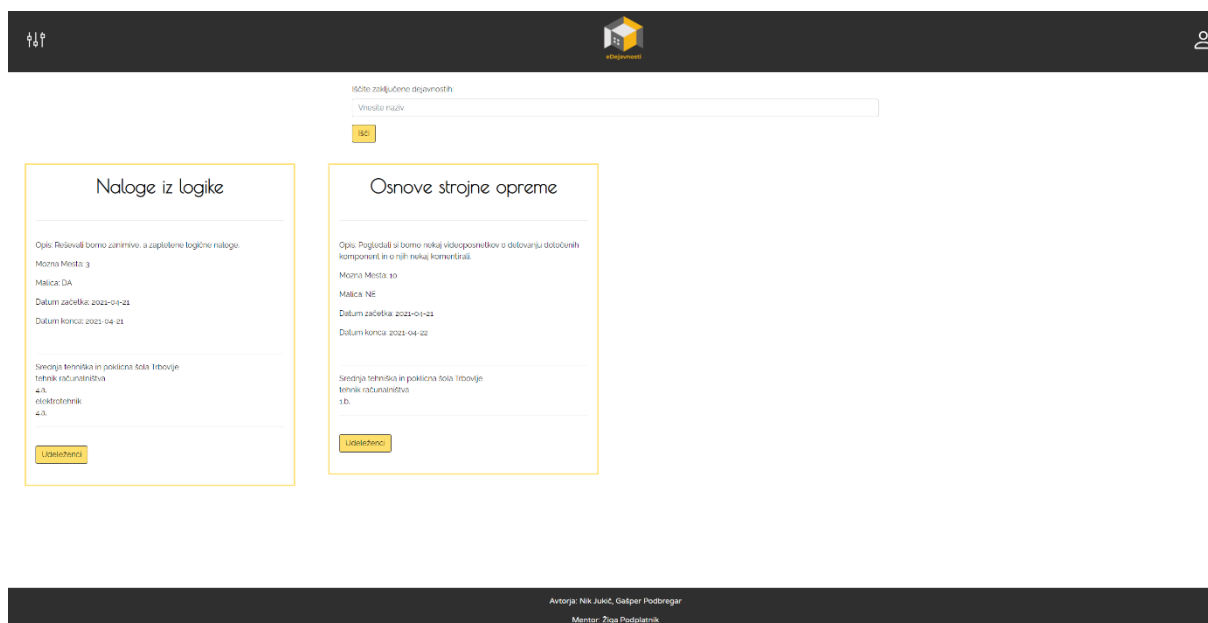 eDejavnosti
Iščite zaključene dejavnostih
Vnesite naziv
Išči
Naloge iz logike
Opis: Reševali bomo zanimive, a zapletene logične naloge.
Mozna Mesta: 3
Malica: DA
Datum začetka: 2021-04-21
Datum konca: 2021-04-21
Srednja tehniška in poklicna šola Trbovlje
tehnik računalništva
4.a,
elektrotehnik
4.a,
Udeleženci
Osnove strojne opreme
Opis: Pogledali si bomo nekaj videoposnetkov o delovanju določenih
komponent in o njih nekaj komentirali.
Mozna Mesta: 10
Malica: NE
Datum začetka: 2021-04-21
Datum konca: 2021-04-22
Srednja tehniška in poklicna šola Trbovlje
tehnik računalništva
1.b,
Udeleženci
Avtorja: Nik Jukič, Gašper Podbregar
Mentor: Žiga Podplatnik